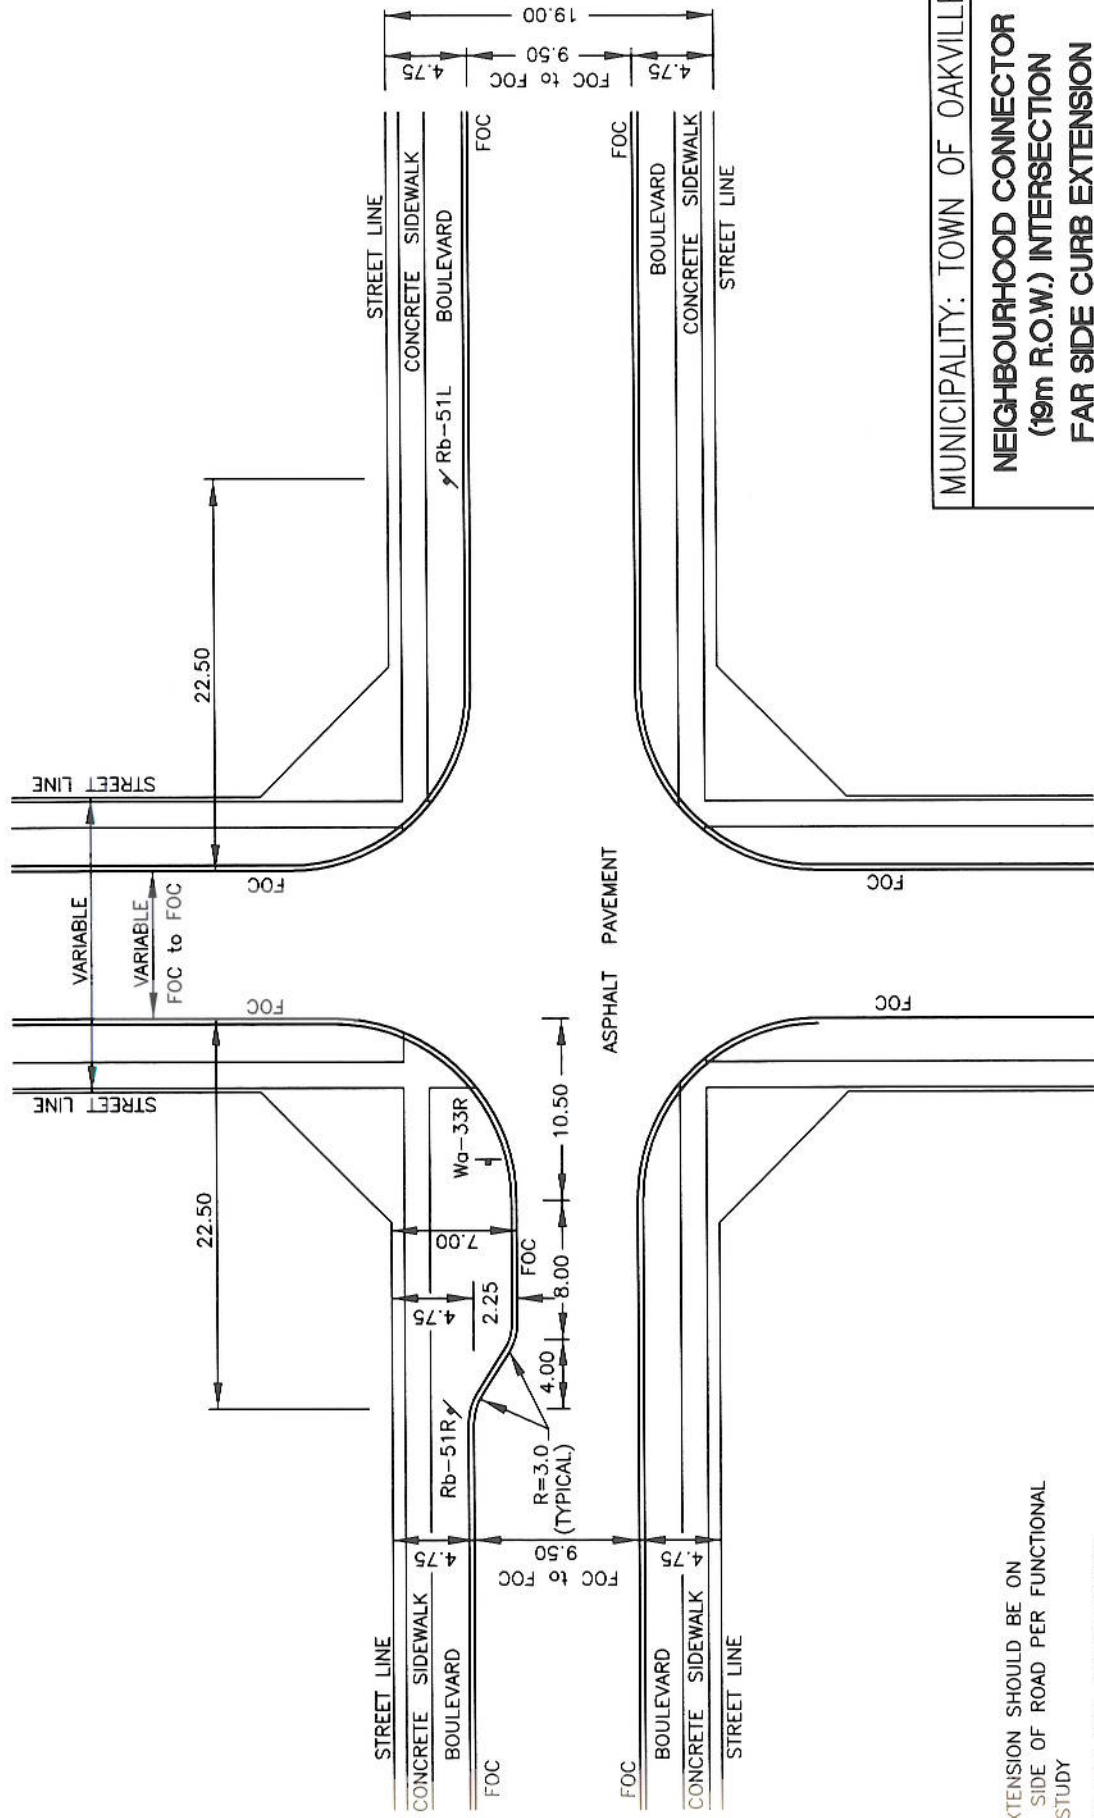 VARIABLE
VARIABLE
FOC to FOC
STREET LINE
STREET LINE
FOC
FOC
22.50
22.50
Rb-51R
4.75
2.25
7.00
Wa-33R
FOC
4.00
8.00
10.50
R=3.0
(TYPICAL)
STREET LINE
CONCRETE SIDEWALK
BOULEVARD
FOC
4.75
9.50
FOC to FOC
4.75
FOC
BOULEVARD
CONCRETE SIDEWALK
STREET LINE
ASPHALT PAVEMENT
FOC
FOC
Rb-51L
STREET LINE
CONCRETE SIDEWALK
BOULEVARD
FOC
4.75
9.50
FOC to FOC
4.75
19.00
FOC
BOULEVARD
CONCRETE SIDEWALK
STREET LINE
XTENSION SHOULD BE ON
SIDE OF ROAD PER FUNCTIONAL
STUDY
MUNICIPALITY: TOWN OF OAKVILLE
NEIGHBOURHOOD CONNECTOR
(19m R.O.W.) INTERSECTION
FAR SIDE CURB EXTENSION